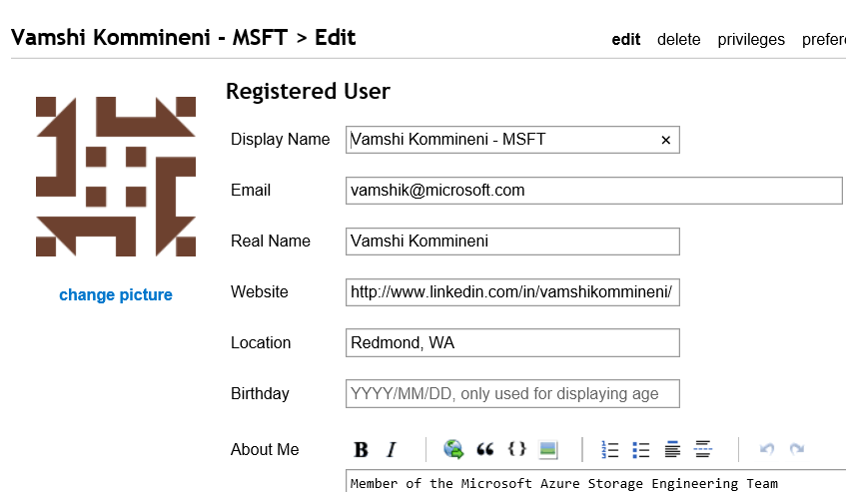 Vamshi Kommineni - MSFT > Edit
edit delete privileges prefere
Registered User
Display Name Vamshi Kommineni - MSFT ×
Email vamshik@microsoft.com
Real Name Vamshi Kommineni
change picture
Website http://www.linkedin.com/in/vamshikommineni/
Location Redmond, WA
Birthday YYYY/MM/DD, only used for displaying age
About Me B I “ {}
Member of the Microsoft Azure Storage Engineering Team